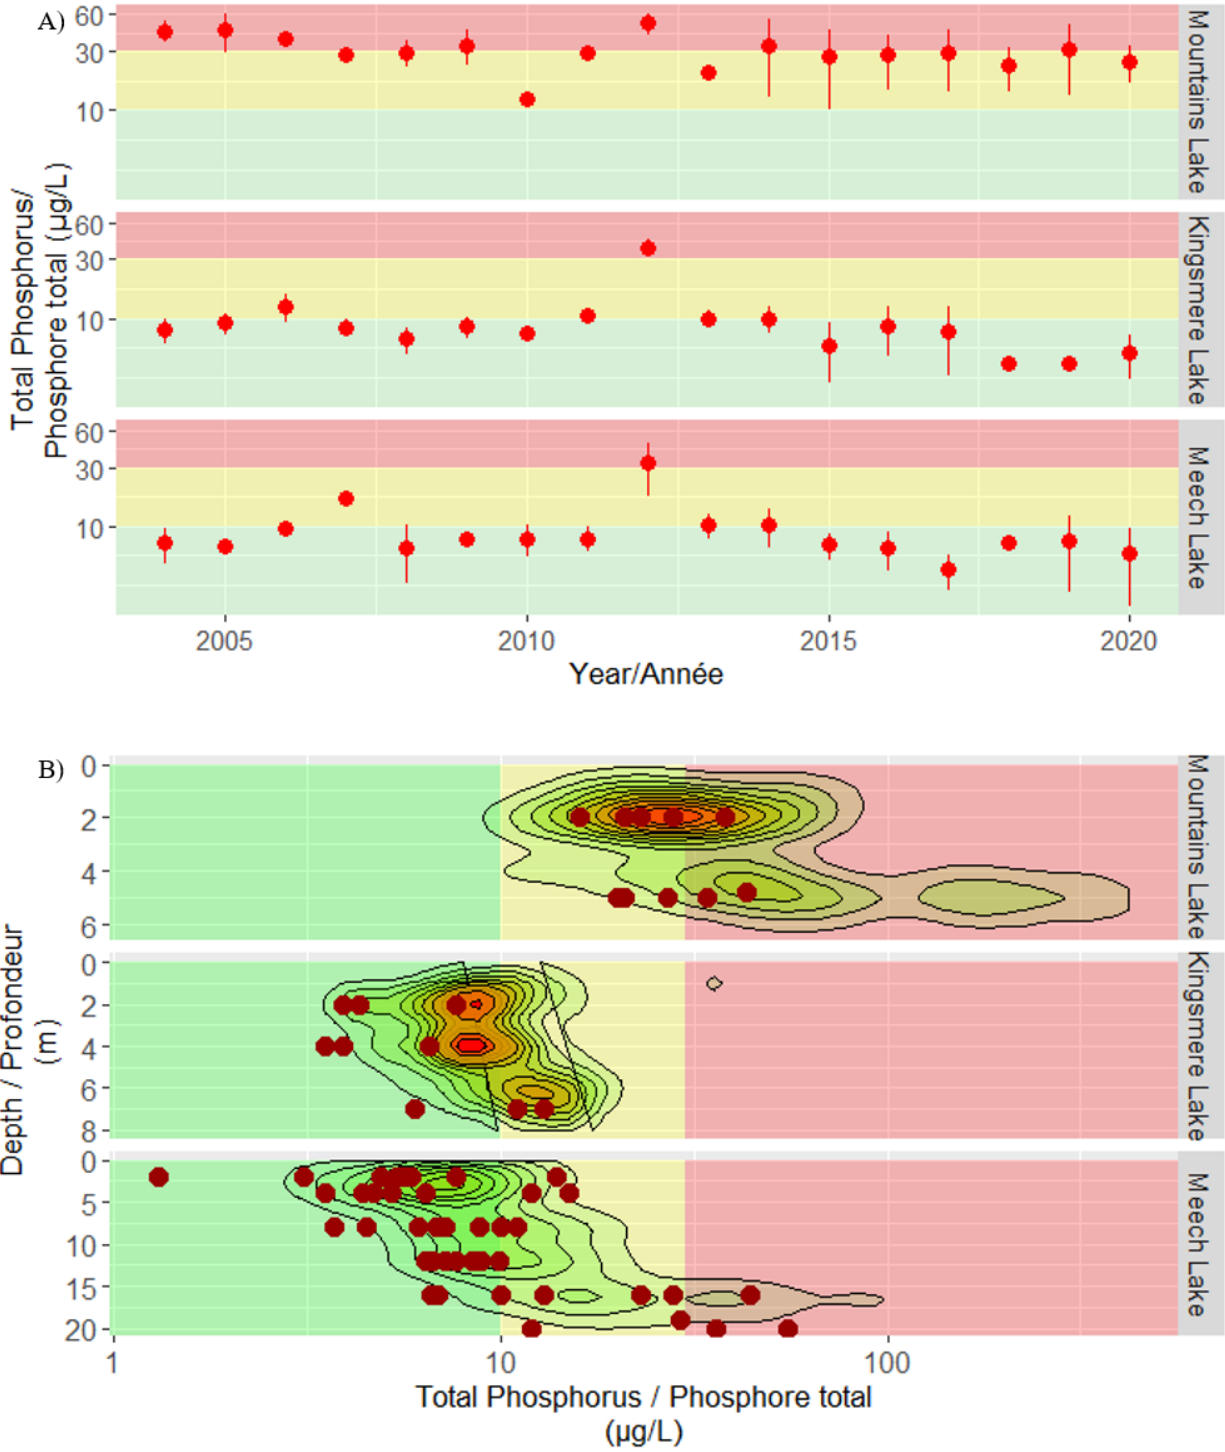 A)
60
30
10
Mountains Lake
60
30
10
Kingsmere Lake
60
30
10
Meech Lake
Total Phosphorus/
Phosphore total (µg/L)
2005 2010 2015 2020
Year/Année
B)
0
2
4
6
Mountains Lake
0
2
4
6
8
Kingsmere Lake
0
5
10
15
20
Meech Lake
Depth / Profondeur
(m)
1 10 100
Total Phosphorus / Phosphore total
(µg/L)